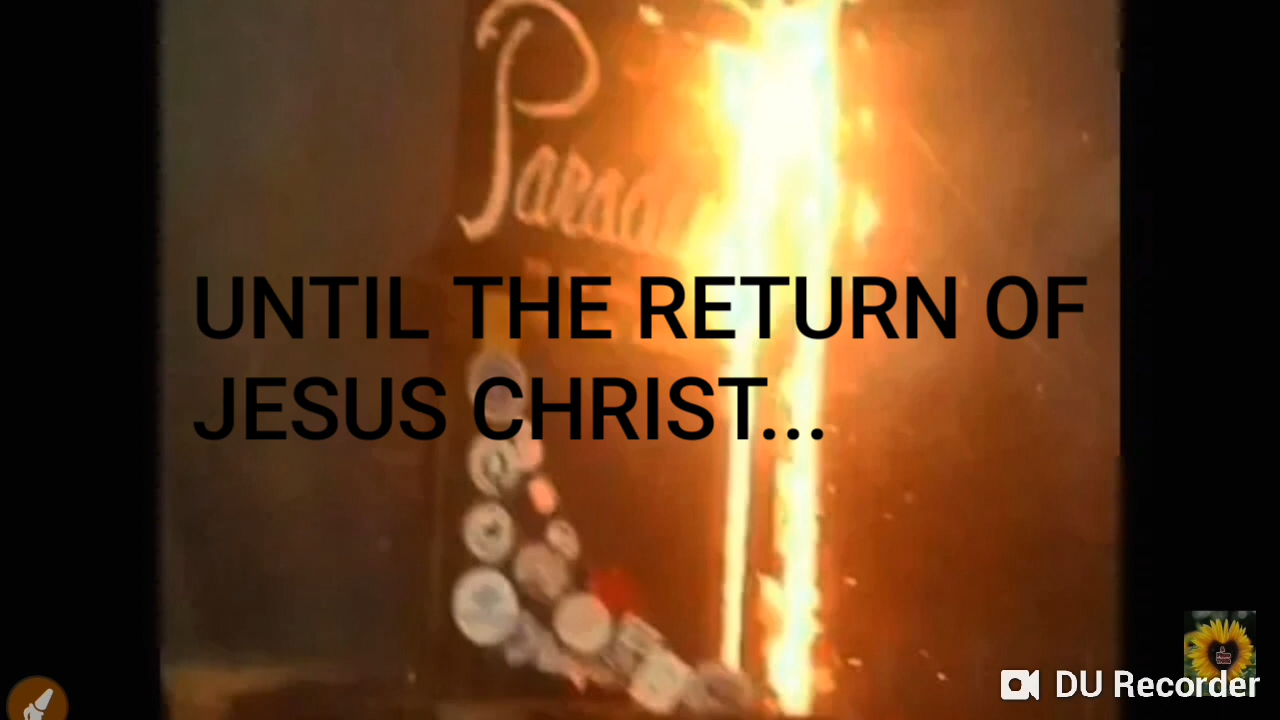 UNTIL THE RETURN OF
JESUS CHRIST...
DU Recorder